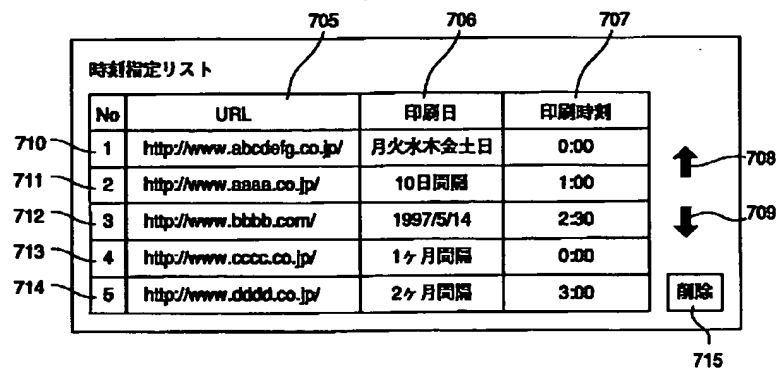 705 706 707
時刻指定リスト
No URL 印刷日 印刷時刻
710 1 http://www.abcdefg.co.jp/ 月火水木金土日 0:00 708
711 2 http://www.aaaa.co.jp/ 10日間隔 1:00
712 3 http://www.bbbb.com/ 1997/5/14 2:30 709
713 4 http://www.cccc.co.jp/ 1ヶ月間隔 0:00
714 5 http://www.dddd.co.jp/ 2ヶ月間隔 3:00 削除
715